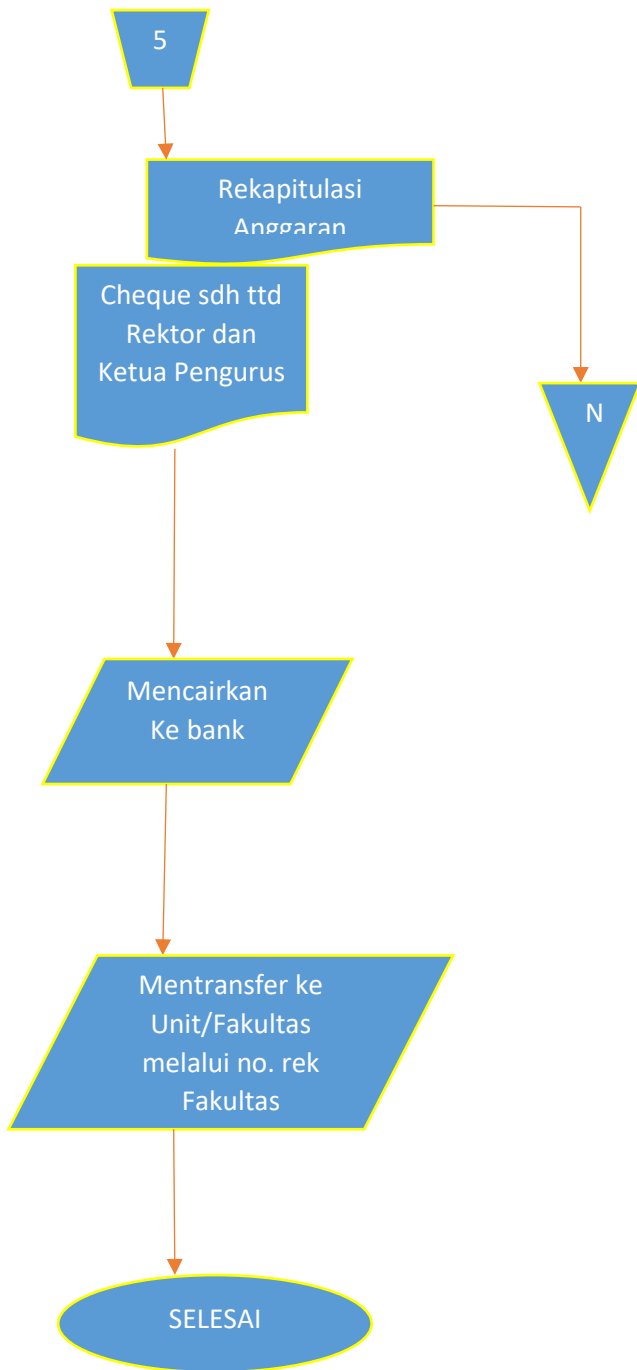 5
Rekapitulasi
Anggaran
Cheque sdh ttd
Rektor dan
Ketua Pengurus
N
Mencairkan
Ke bank
Mentransfer ke
Unit/Fakultas
melalui no. rek
Fakultas
SELESAI